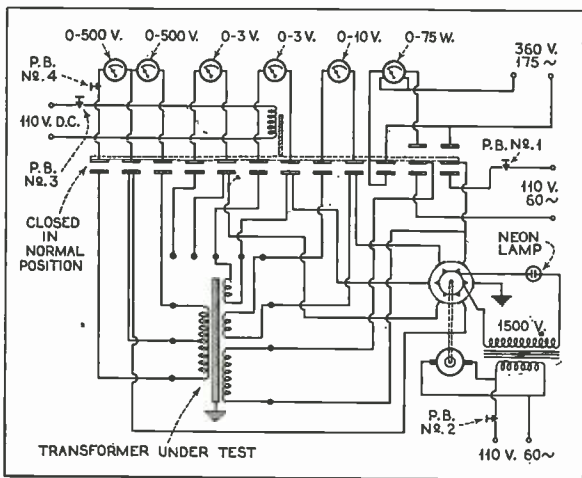 0-500 V.
0-500 V.
0-3 V.
0-3 V.
0-10 V.
0-75 W.
P.B.
Nº.4
360 V.
175~
110 V. D.C.
P.B.
Nº.3
P.B. Nº.1
110 V.
60~
CLOSED
IN
NORMAL
POSITION
NEON
LAMP
1500 V.
P.B.
Nº.2
TRANSFORMER UNDER TEST
110 V. 60~